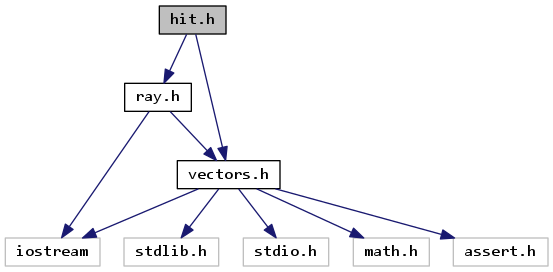 hit.h
ray.h
vectors.h
iostream
stdlib.h
stdio.h
math.h
assert.h